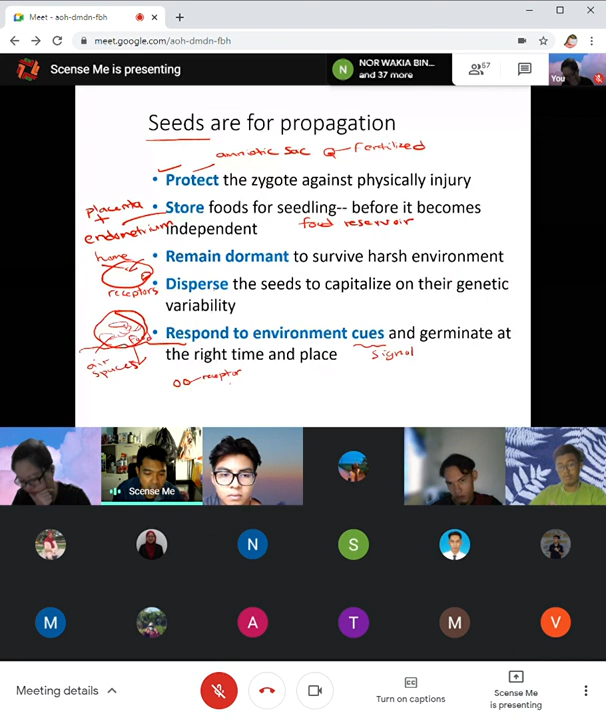 Meet - aoh-dmdn-fbh
meet.google.com/aoh-dmdn-fbh
Scense Me is presenting
N
NOR WAKIA BIN...
and 37 more
57
You
Seeds are for propagation
amniotic sac
Fertilized
• Protect the zygote against physically injury
placenta
+
endometrium
• Store foods for seedling-- before it becomes
independent
food reservoir
• Remain dormant to survive harsh environment
receptors
• Disperse the seeds to capitalize on their genetic
variability
• Respond to environment cues and germinate at
the right time and place
food
signal
air
spaces
receptor
Scense Me
N
S
M
A
T
M
V
Meeting details
CC
Turn on captions
Scense Me
is presenting